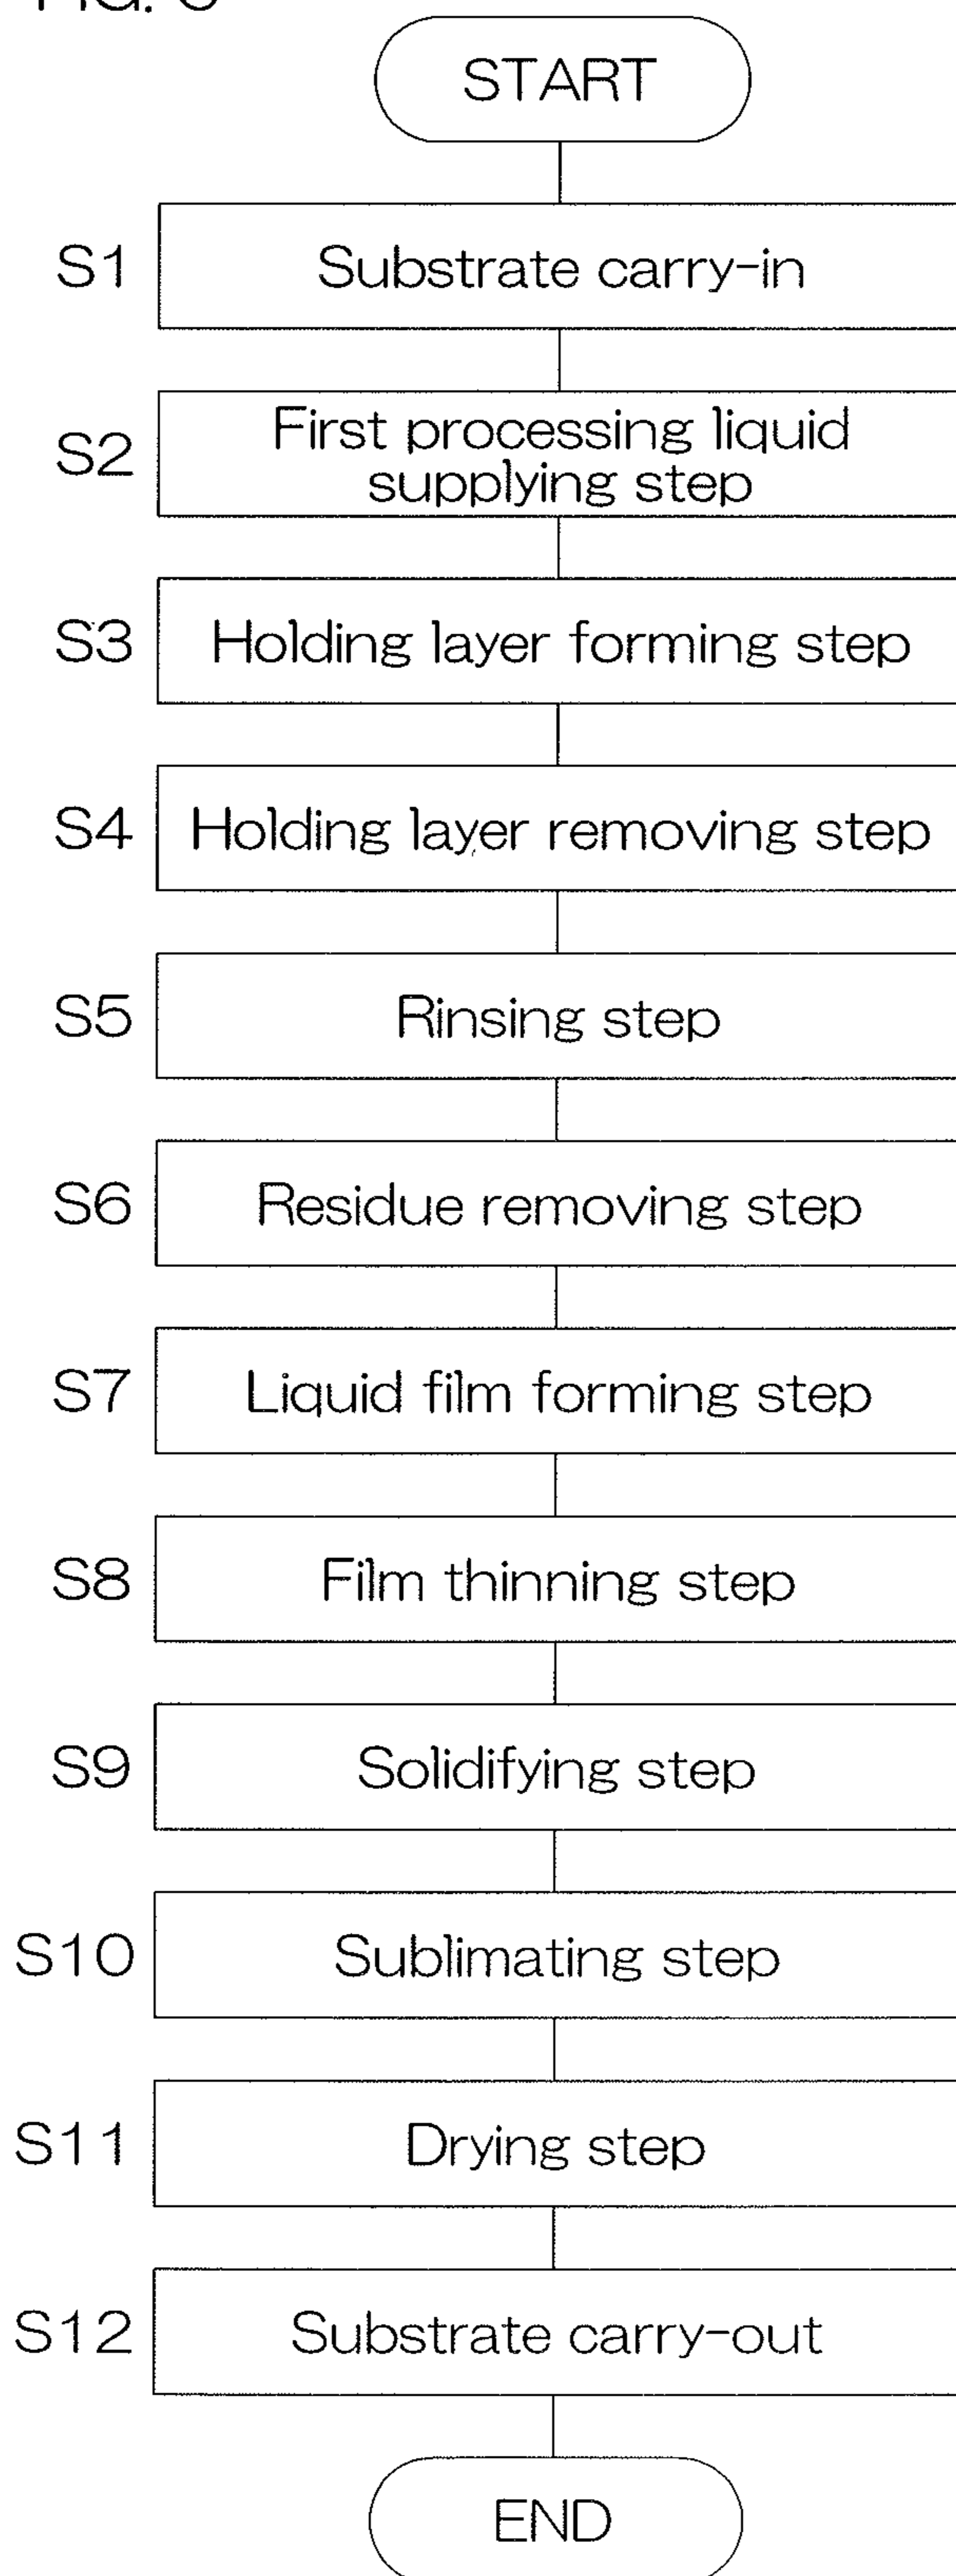 START
S1 Substrate carry-in
S2 First processing liquid
supplying step
S3 Holding layer forming step
S4 Holding layer removing step
S5 Rinsing step
S6 Residue removing step
S7 Liquid film forming step
S8 Film thinning step
S9 Solidifying step
S10 Sublimating step
S11 Drying step
S12 Substrate carry-out
END